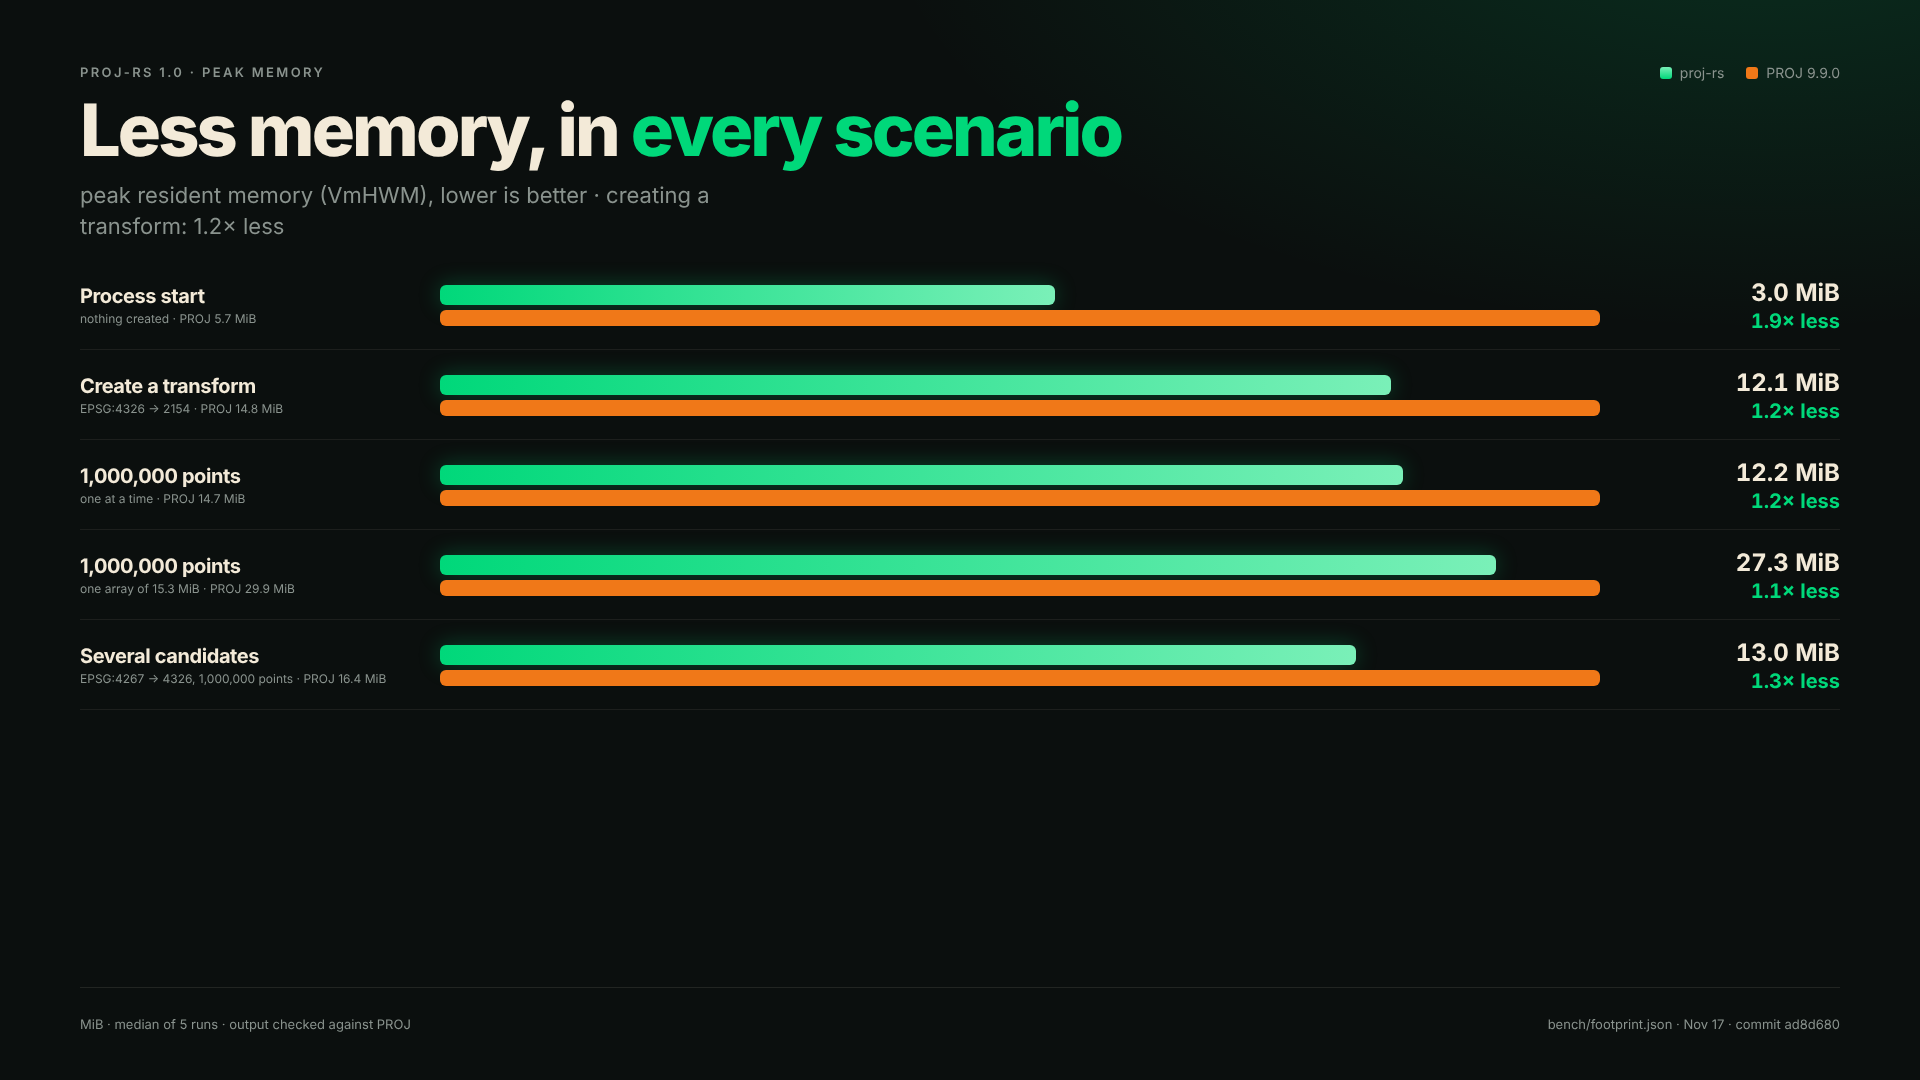 PROJ-RS 1.0 · PEAK MEMORY
proj-rs
PROJ 9.9.0
Less memory, in every scenario
peak resident memory (VmHWM), lower is better · creating a
transform: 1.2× less
Process start
nothing created · PROJ 5.7 MiB
3.0 MiB
1.9× less
Create a transform
EPSG:4326 → 2154 · PROJ 14.8 MiB
12.1 MiB
1.2× less
1,000,000 points
one at a time · PROJ 14.7 MiB
12.2 MiB
1.2× less
1,000,000 points
one array of 15.3 MiB · PROJ 29.9 MiB
27.3 MiB
1.1× less
Several candidates
EPSG:4267 → 4326, 1,000,000 points · PROJ 16.4 MiB
13.0 MiB
1.3× less
MiB · median of 5 runs · output checked against PROJ
bench/footprint.json · Nov 17 · commit ad8d680